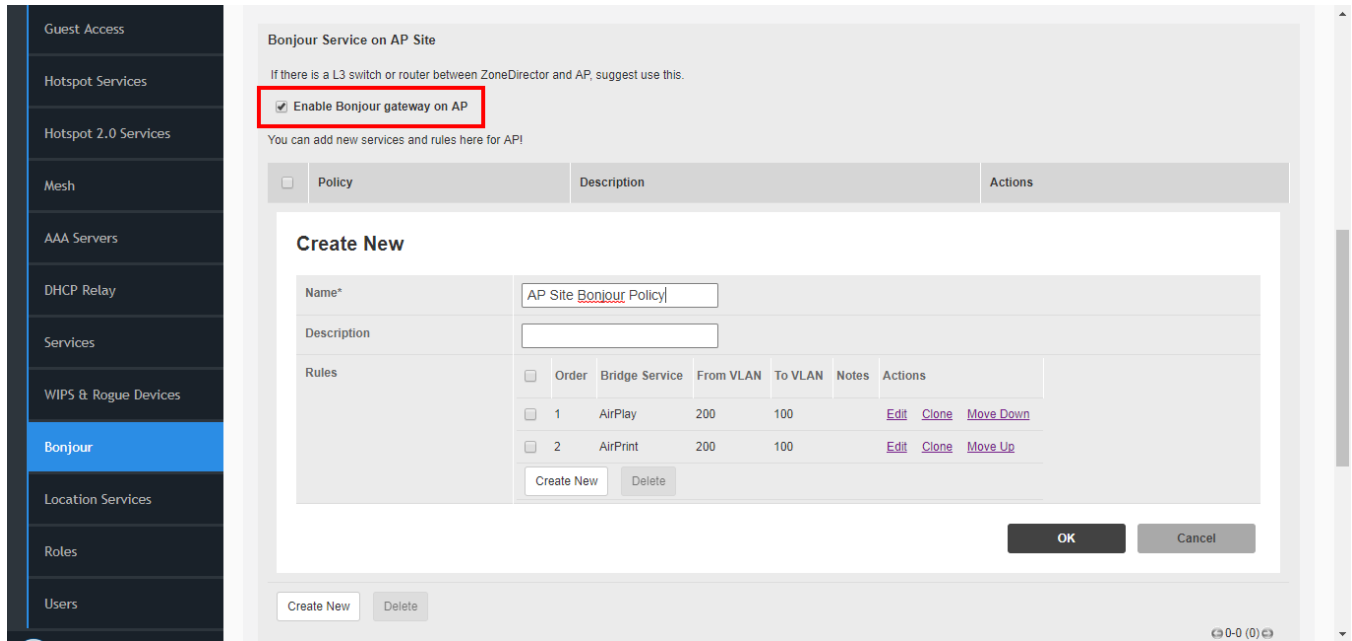 Guest Access
Hotspot Services
Hotspot 2.0 Services
Mesh
AAA Servers
DHCP Relay
Services
WIPS & Rogue Devices
Bonjour
Location Services
Roles
Users
Bonjour Service on AP Site
If there is a L3 switch or router between ZoneDirector and AP, suggest use this.
Enable Bonjour gateway on AP
You can add new services and rules here for AP!
Policy Description Actions
Create New
Name* AP Site Bonjour Policy
Description
Rules
Order Bridge Service From VLAN To VLAN Notes Actions
1 AirPlay 200 100 Edit Clone Move Down
2 AirPrint 200 100 Edit Clone Move Up
Create New Delete
OK Cancel
Create New Delete
0-0 (0)